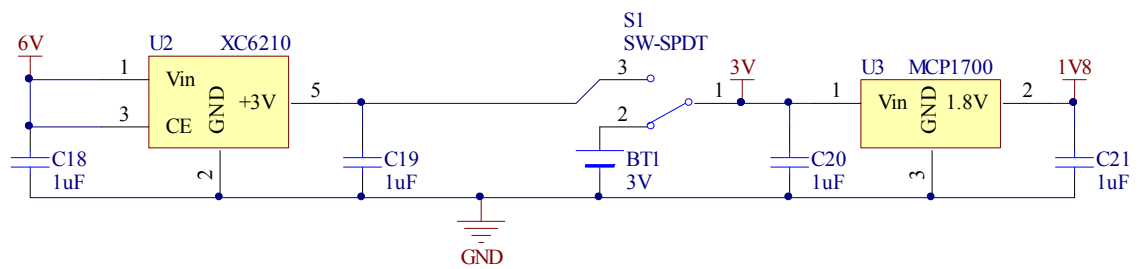 S1
SW-SPDT
6V
U2
XC6210
3V
U3
MCP1700
1V8
1
Vin
3
CE
GND
+3V
5
2
3
2
1
1
Vin
GND
1.8V
2
3
C18
1uF
C19
1uF
BT1
3V
C20
1uF
C21
1uF
GND